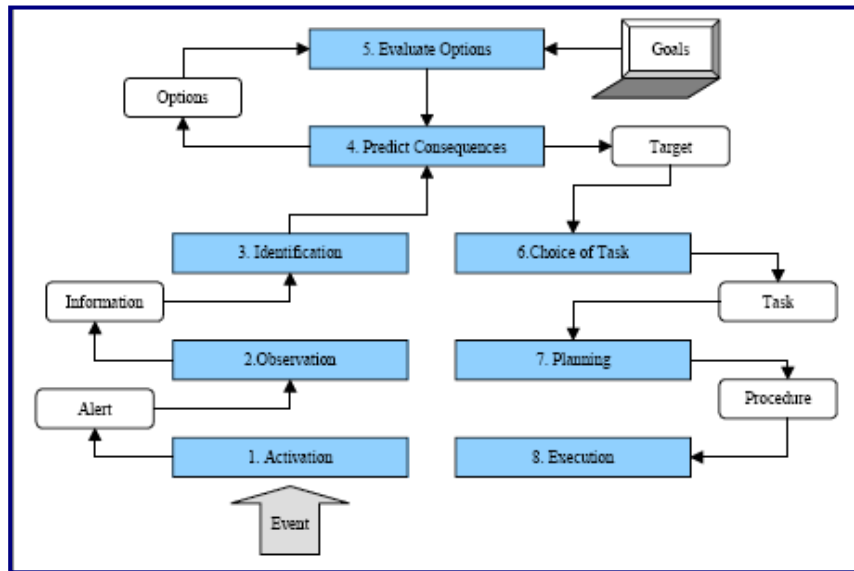 5. Evaluate Options
Goals
Options
4. Predict Consequences
Target
3. Identification
6.Choice of Task
Information
Task
2.Observation
7. Planning
Alert
Procedure
1. Activation
8. Execution
Event